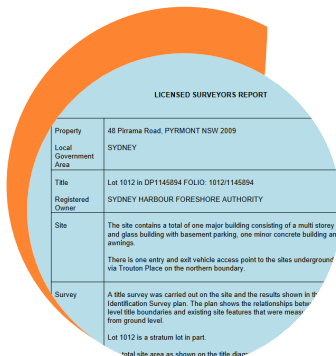 LICENSED SURVEYORS REPORT
Property 48 Pirrama Road, PYRMONT NSW 2009
Local Government Area SYDNEY
Title Lot 1012 in DP1145894 FOLIO: 1012/1145894
Registered Owner SYDNEY HARBOUR FORESHORE AUTHORITY
Site The site contains a total of one major building consisting of a multi storey
and glass building with basement parking, one minor concrete building an
awnings.
There is one entry and exit vehicle access point to the sites underground
via Trouton Place on the northern boundary.
Survey A title survey was carried out on the site and the results shown in th
Identification Survey plan. The plan shows the relationships betwe
level title boundaries and existing site features that were meas
from ground level.
Lot 1012 is a stratum lot in part.
total site area as shown on the title diag